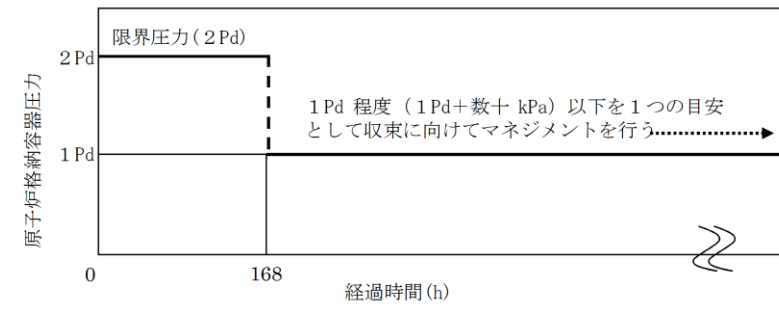 限界圧力(2Pd)
2Pd
1Pd 程度(1Pd+数十 kPa)以下を1つの目安
として収束に向けてマネジメントを行う
1Pd
原子炉格納容器圧力
0
168
経過時間(h)